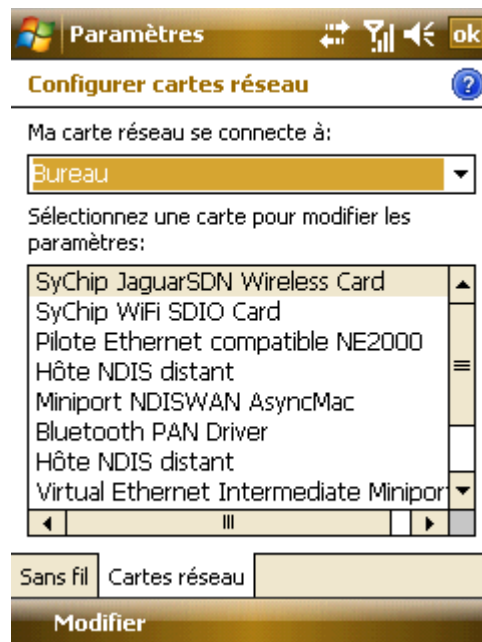 Paramètres
ok
Configurer cartes réseau
?
Ma carte réseau se connecte à:
Bureau
Sélectionnez une carte pour modifier les
paramètres:
SyChip JaguarSDN Wireless Card
SyChip WiFi SDIO Card
Pilote Ethernet compatible NE2000
Hôte NDIS distant
Miniport NDISWAN AsyncMac
Bluetooth PAN Driver
Hôte NDIS distant
Virtual Ethernet Intermediate Minipor
Sans fil
Cartes réseau
Modifier